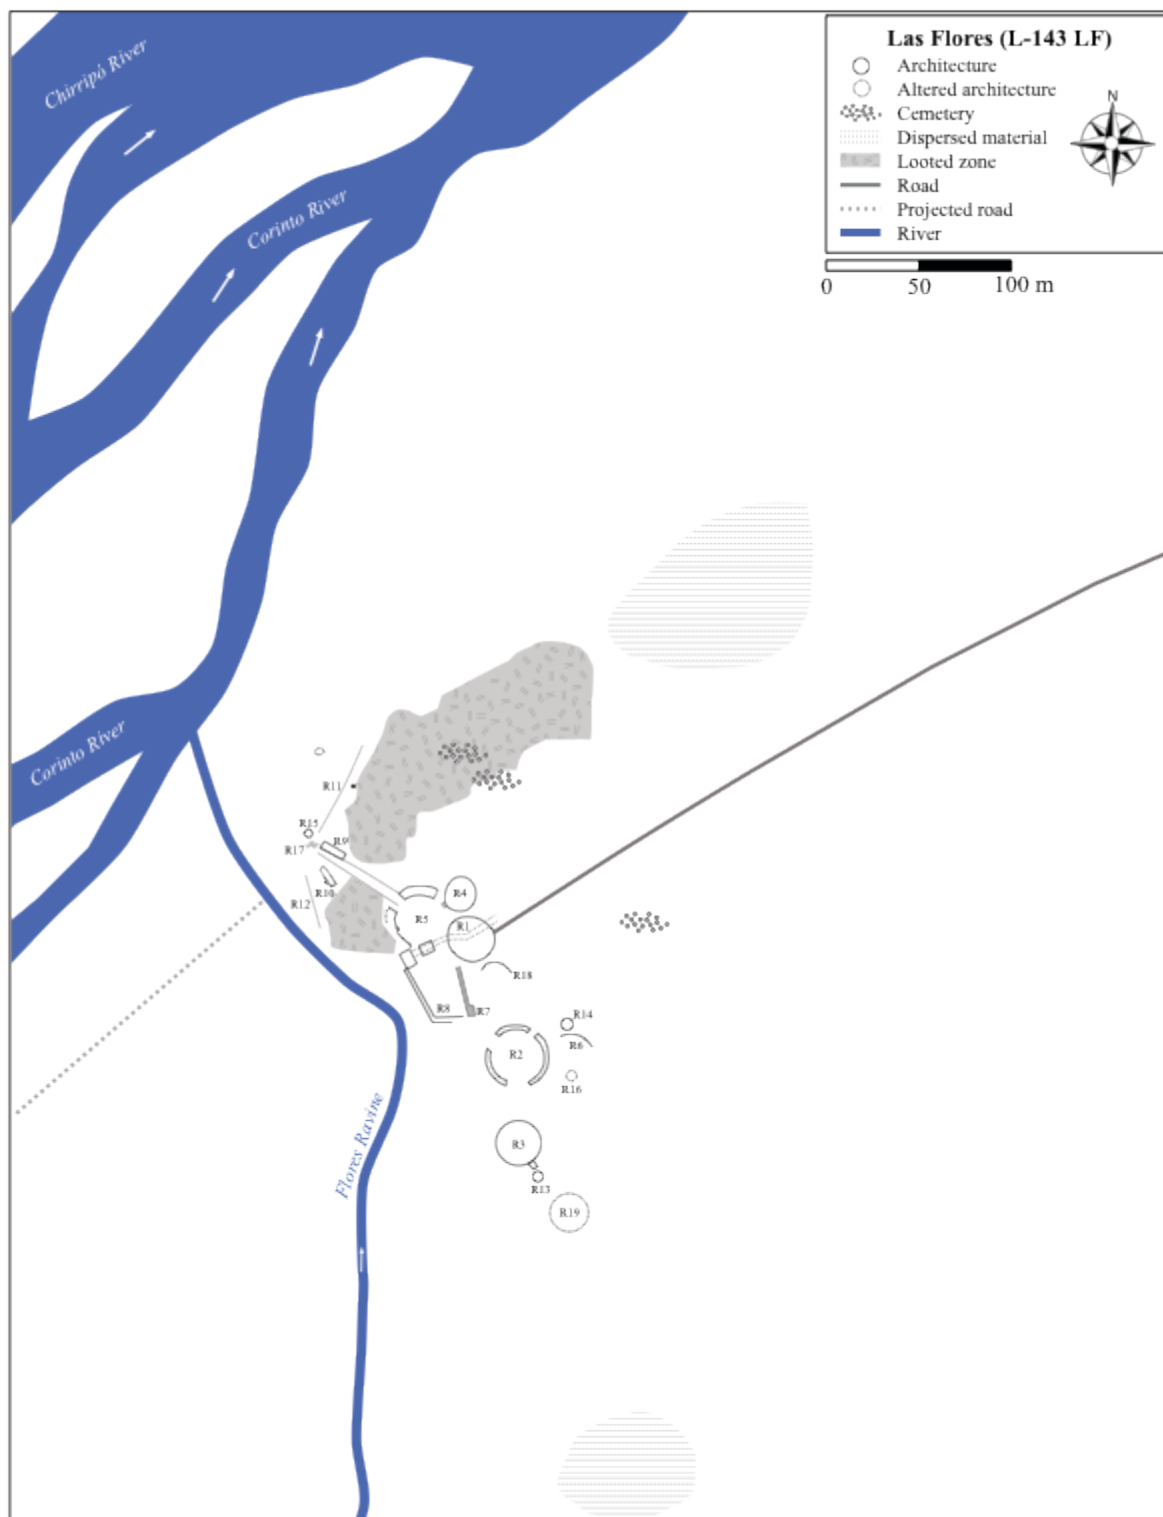 Las Flores (L-143 LF)
Architecture
Altered architecture
Cemetery
Dispersed material
Looted zone
Road
Projected road
River
N
0 50 100 m
Chirripó River
Corinto River
Corinto River
R11
R15
R17
R9
R10
R12
R4
R5
R1
R18
R8
R7
R14
R6
R2
R16
R3
R13
R19
Flores Ravine